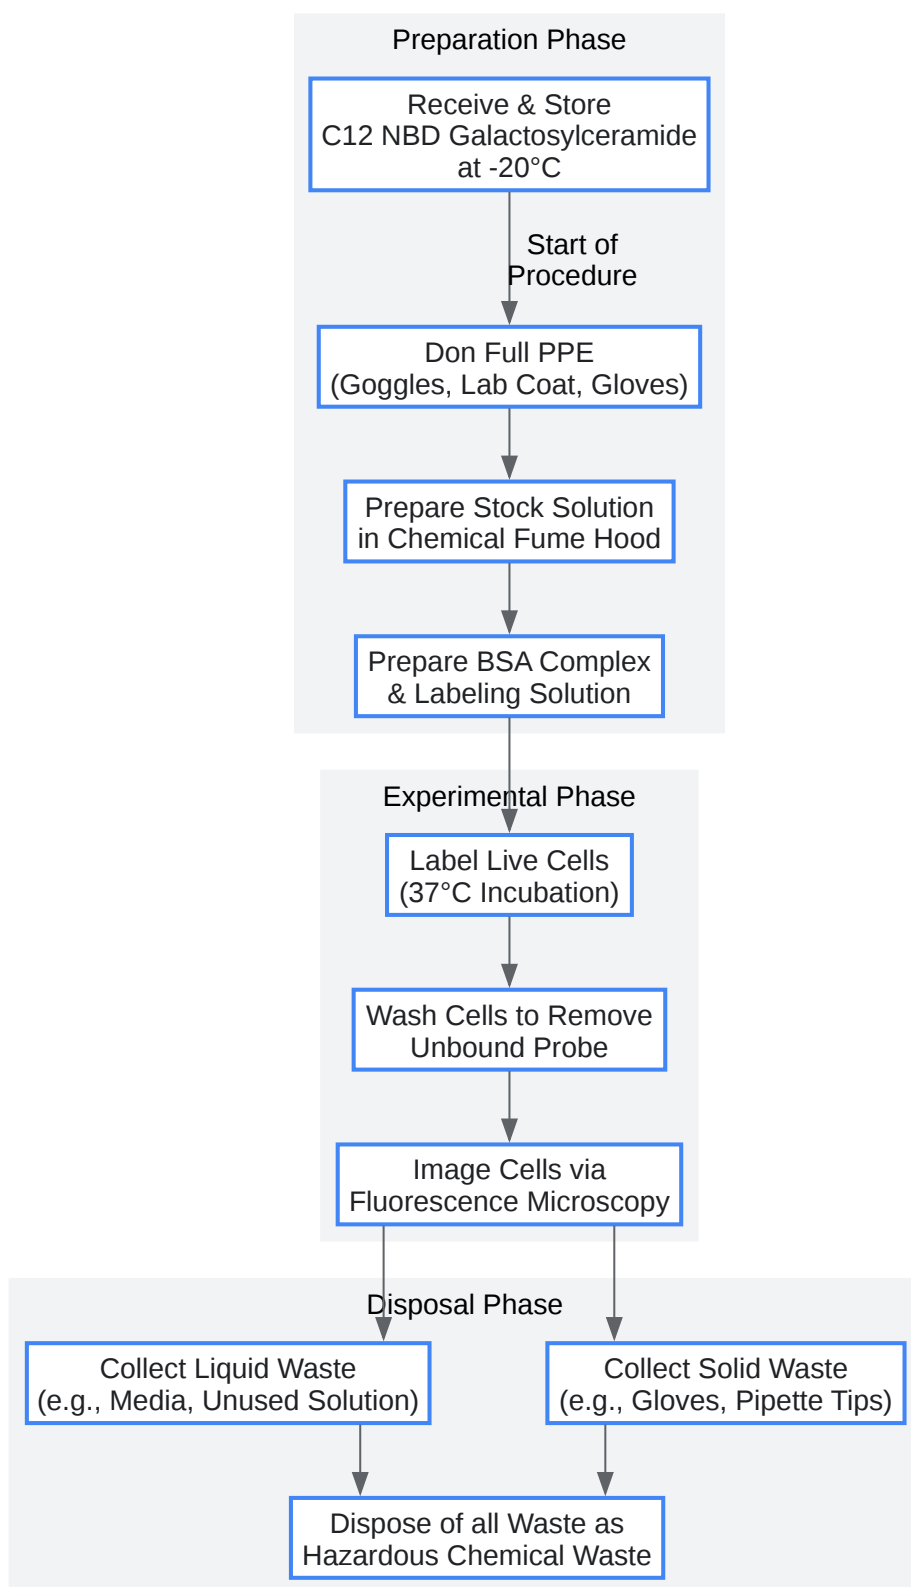 Preparation Phase
Receive & Store
C12 NBD Galactosylceramide
at -20°C
Start of
Procedure
Don Full PPE
(Goggles, Lab Coat, Gloves)
Prepare Stock Solution
in Chemical Fume Hood
Prepare BSA Complex
& Labeling Solution
Experimental Phase
Label Live Cells
(37°C Incubation)
Wash Cells to Remove
Unbound Probe
Image Cells via
Fluorescence Microscopy
Disposal Phase
Collect Liquid Waste
(e.g., Media, Unused Solution)
Collect Solid Waste
(e.g., Gloves, Pipette Tips)
Dispose of all Waste as
Hazardous Chemical Waste